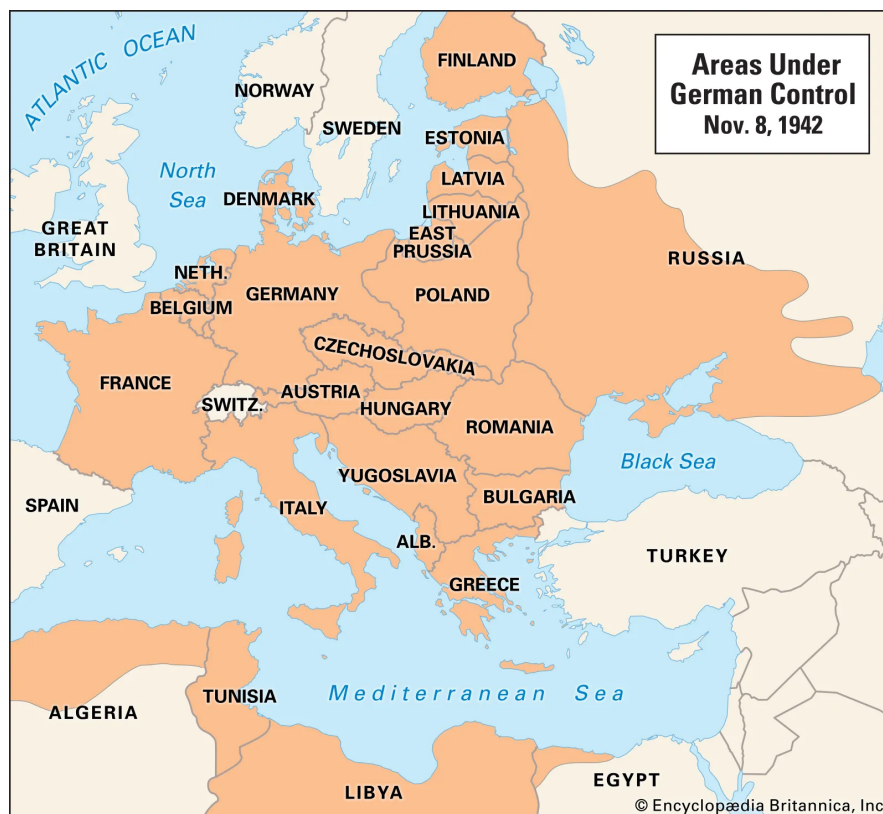 ATLANTIC OCEAN
Areas Under
German Control
Nov. 8, 1942
FINLAND
NORWAY
SWEDEN
ESTONIA
North
Sea
LATVIA
DENMARK
LITHUANIA
EAST
PRUSSIA
GREAT
BRITAIN
RUSSIA
NETH.
GERMANY
POLAND
BELGIUM
CZECHOSLOVAKIA
FRANCE
AUSTRIA
SWITZ.
HUNGARY
ROMANIA
Black Sea
YUGOSLAVIA
BULGARIA
SPAIN
ITALY
ALB.
TURKEY
GREECE
Mediterranean Sea
TUNISIA
ALGERIA
EGYPT
LIBYA
© Encyclopædia Britannica, Inc